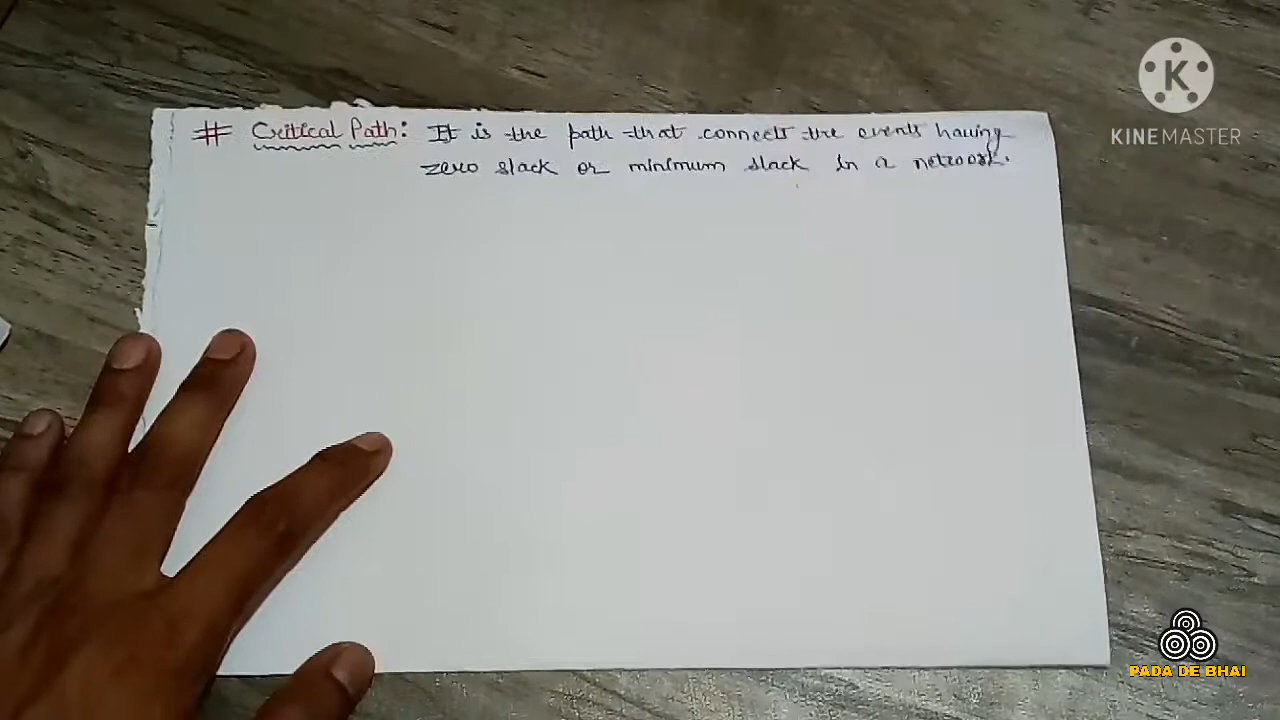 # Critical Path: It is the path that connects the events having
zero slack or minimum slack in a network.
K
KINEMASTER
PADA DE BHAI